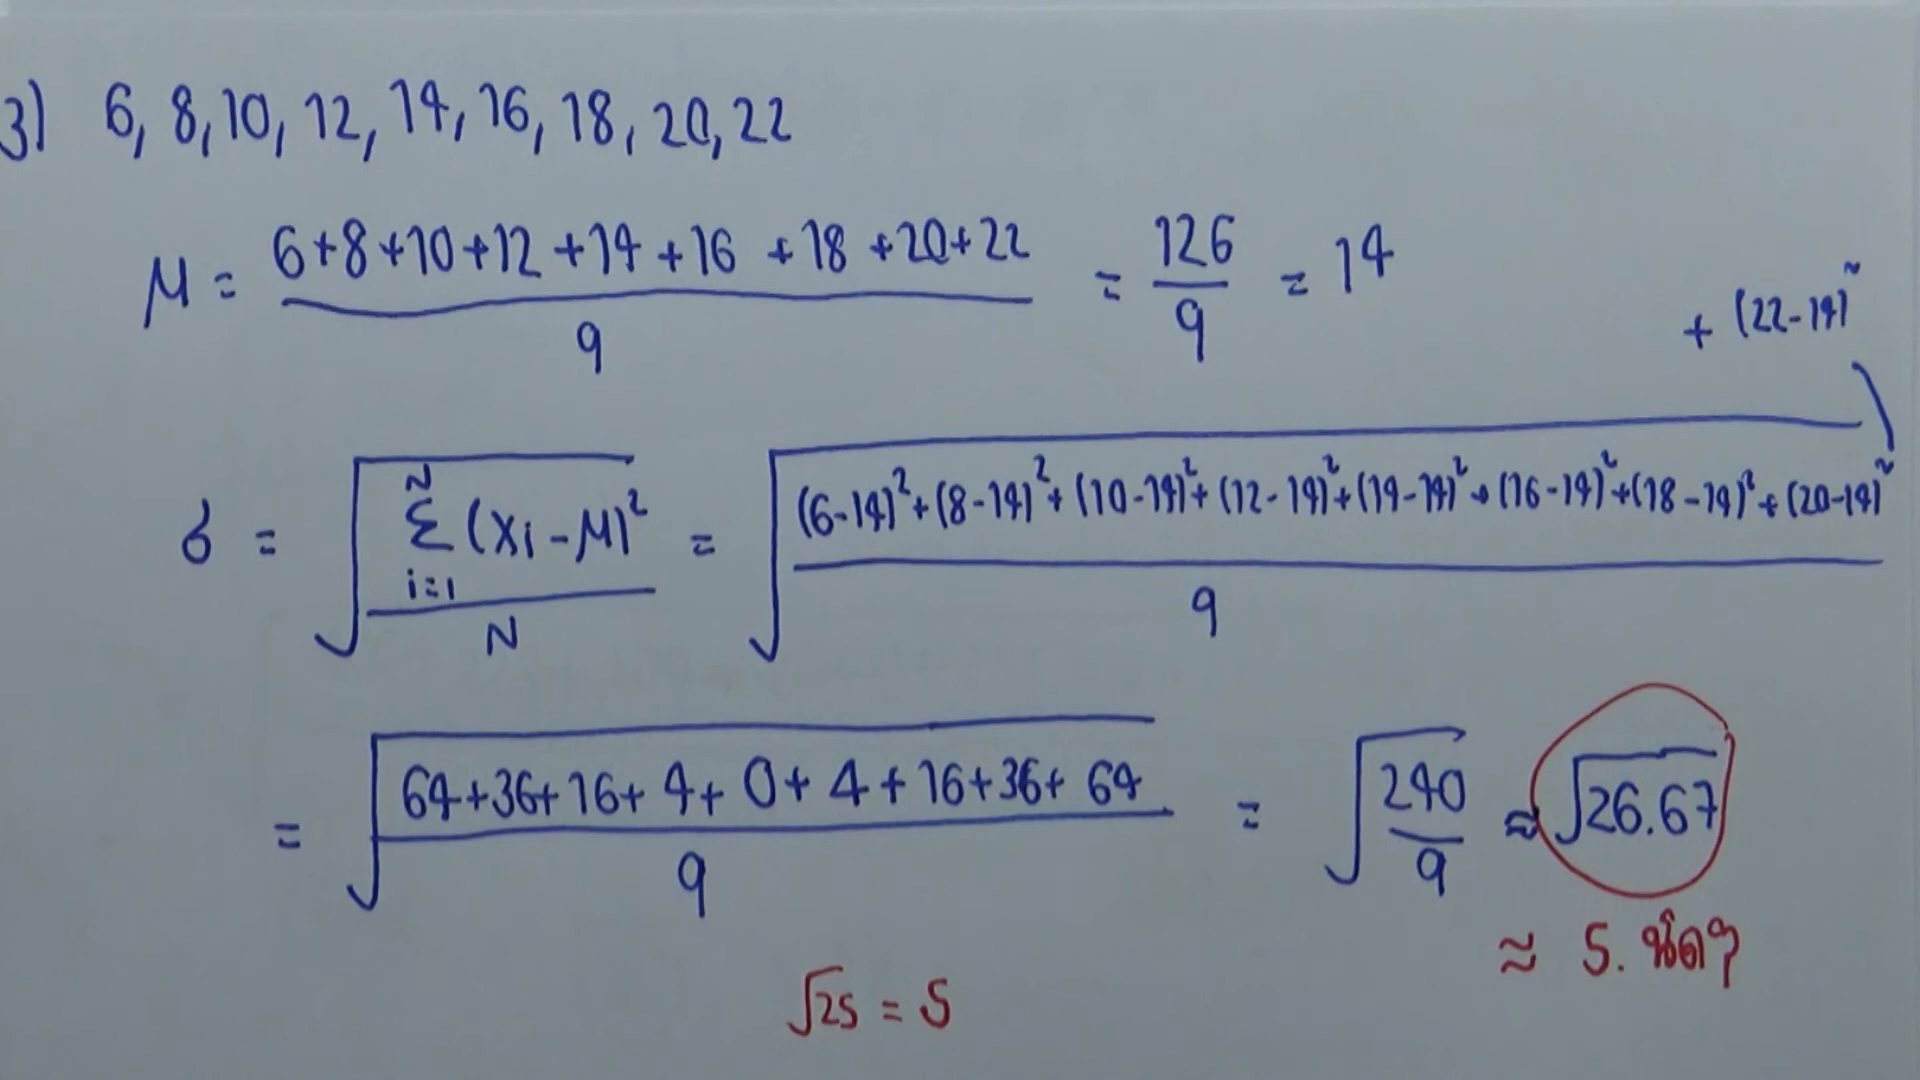 3) 6, 8, 10, 12, 14, 16, 18, 20, 22
μ = (6+8+10+12+14+16+18+20+22)/9 = 126/9 = 14
+ (22-14)²
σ = √(Σ_{i=1}^{N} (xi-μ)²/N) = √(((6-14)²+(8-14)²+(10-14)²+(12-14)²+(14-14)²+(16-14)²+(18-14)²+(20-14)²)/9)
= √((64+36+16+4+0+4+16+36+64)/9) = √(240/9) ≈ √26.67
≈ 5. นิดๆ
√25 = 5